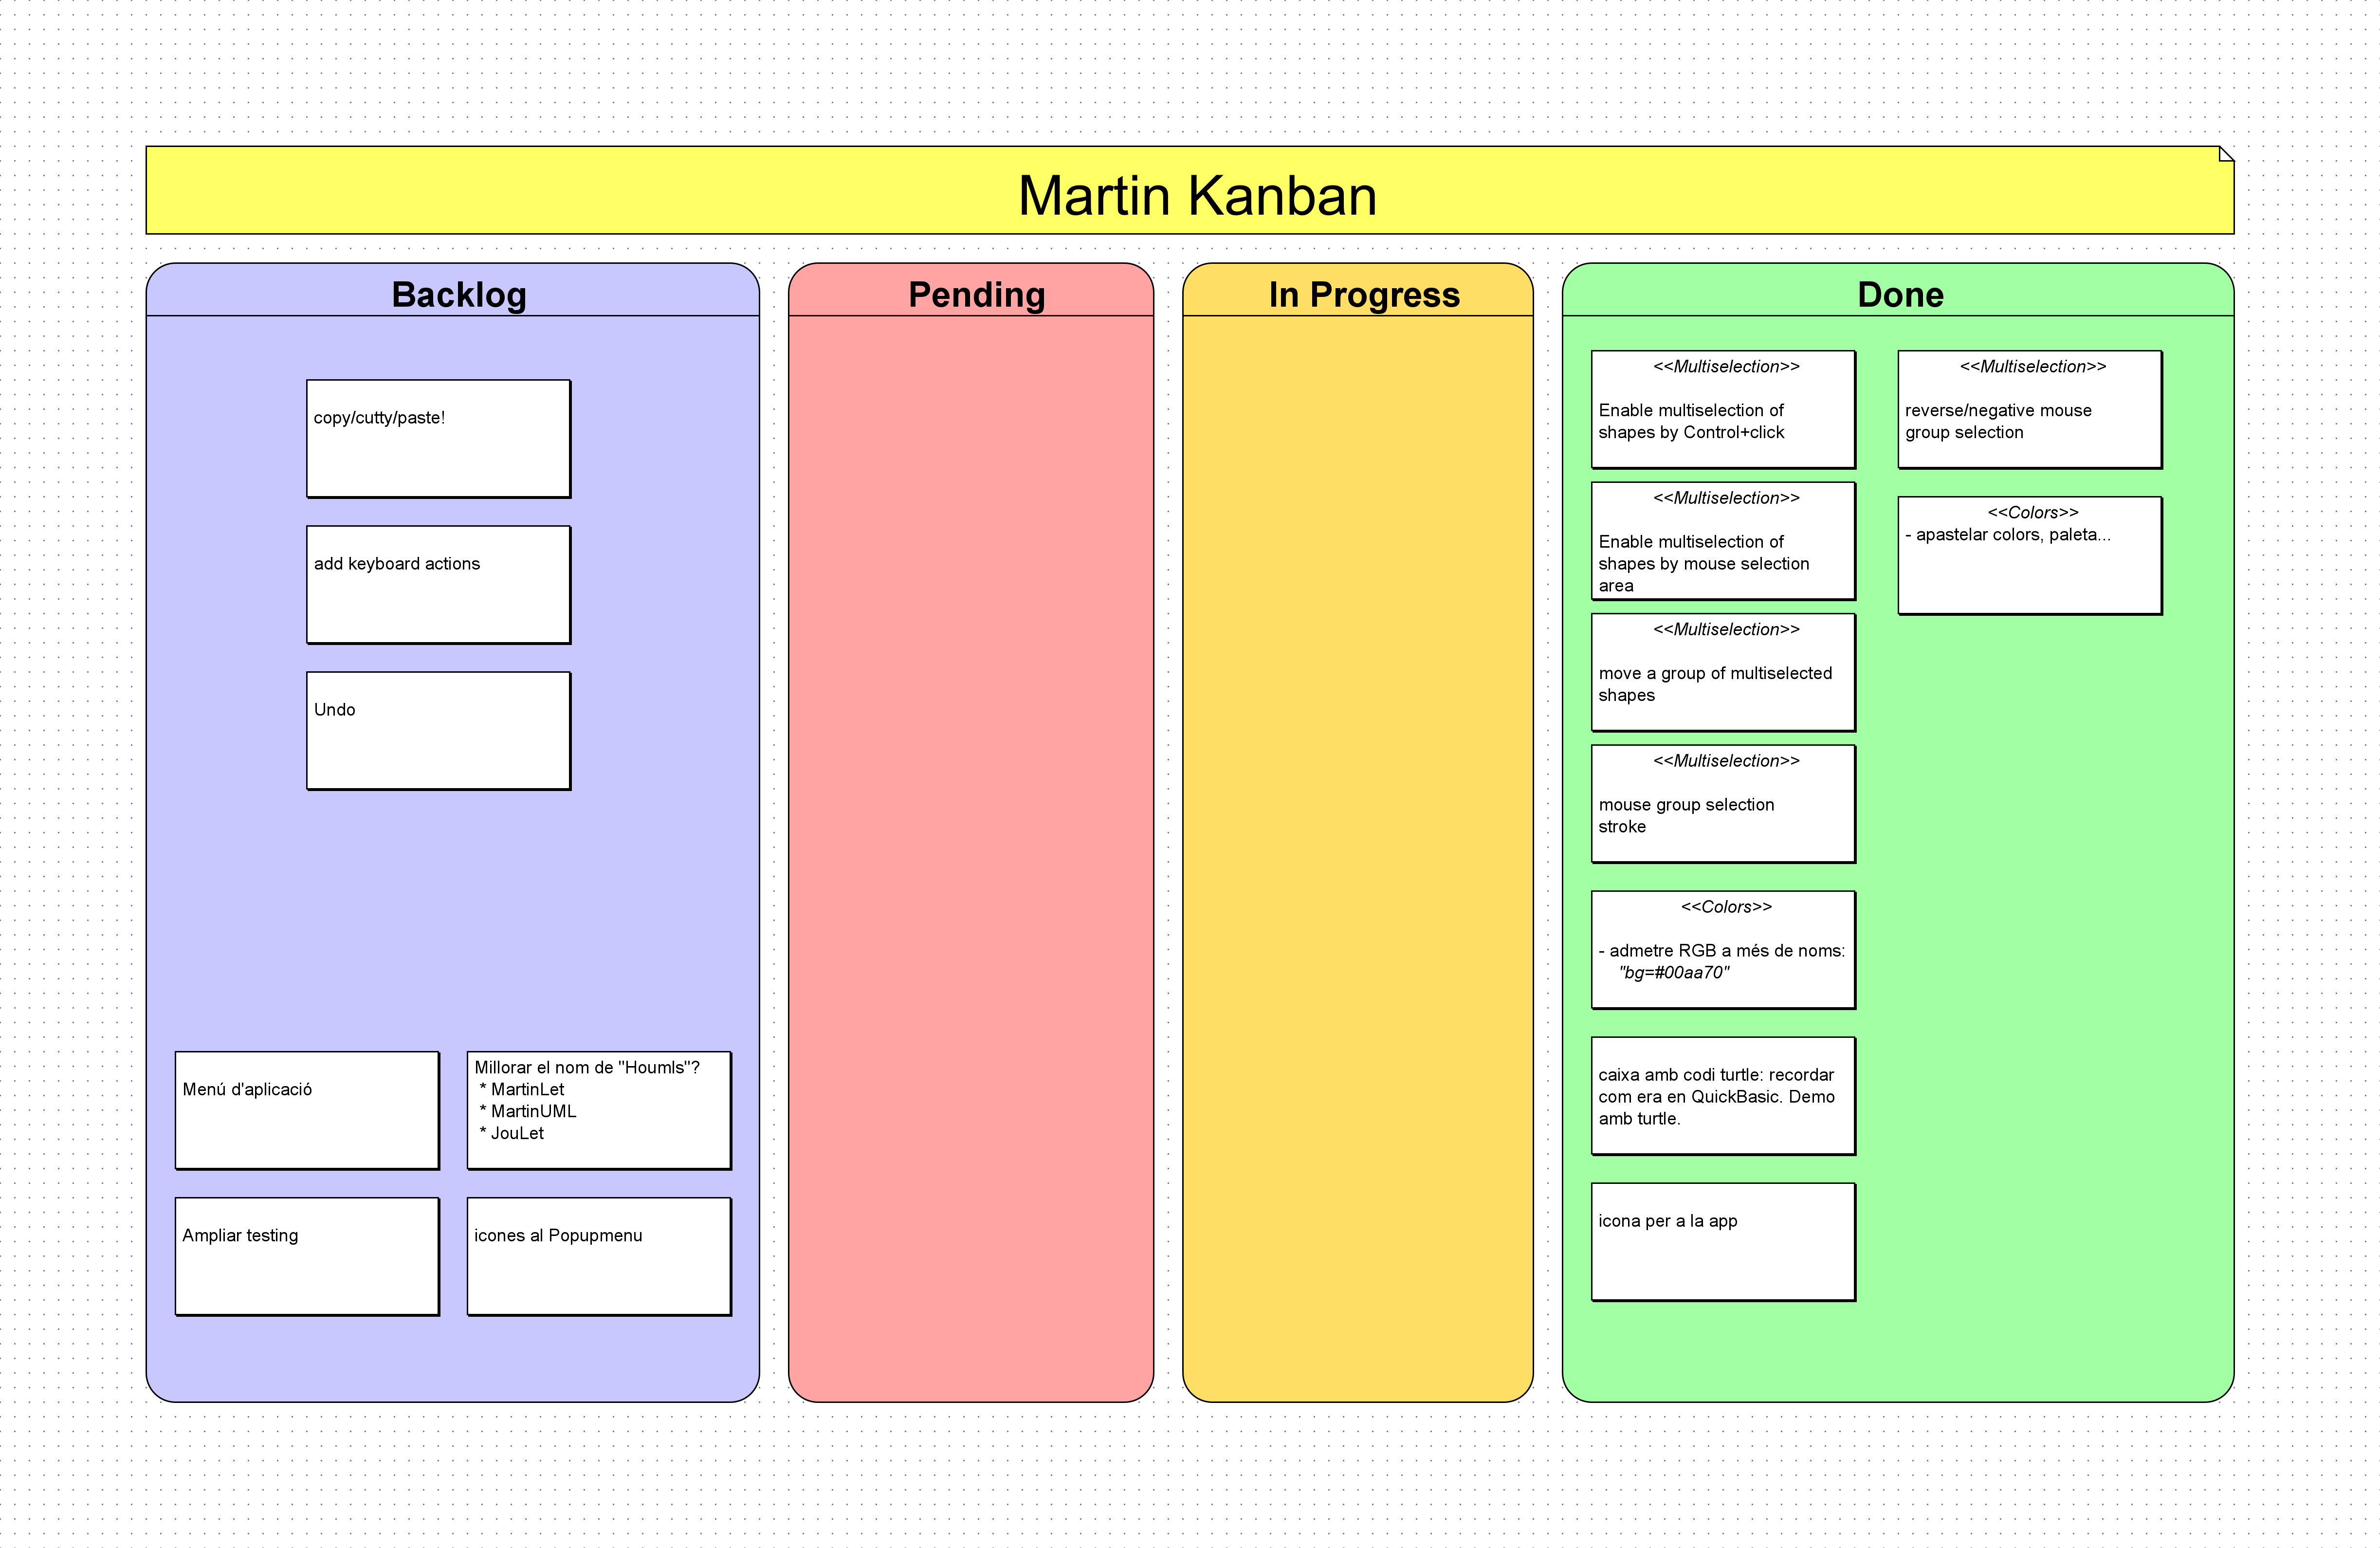 Martin Kanban
Backlog
copy/cutty/paste!
add keyboard actions
Undo
Menú d'aplicació
Millorar el nom de "Houmls"?
* MartinLet
* MartinUML
* JouLet
Ampliar testing
icones al Popupmenu
Pending
In Progress
Done
<<Multiselection>>
Enable multiselection of
shapes by Control+click
<<Multiselection>>
Enable multiselection of
shapes by mouse selection
area
<<Multiselection>>
move a group of multiselected
shapes
<<Multiselection>>
mouse group selection
stroke
<<Colors>>
- admetre RGB a més de noms:
"bg=#00aa70"
caixa amb codi turtle: recordar
com era en QuickBasic. Demo
amb turtle.
icona per a la app
<<Multiselection>>
reverse/negative mouse
group selection
<<Colors>>
- apastelar colors, paleta...